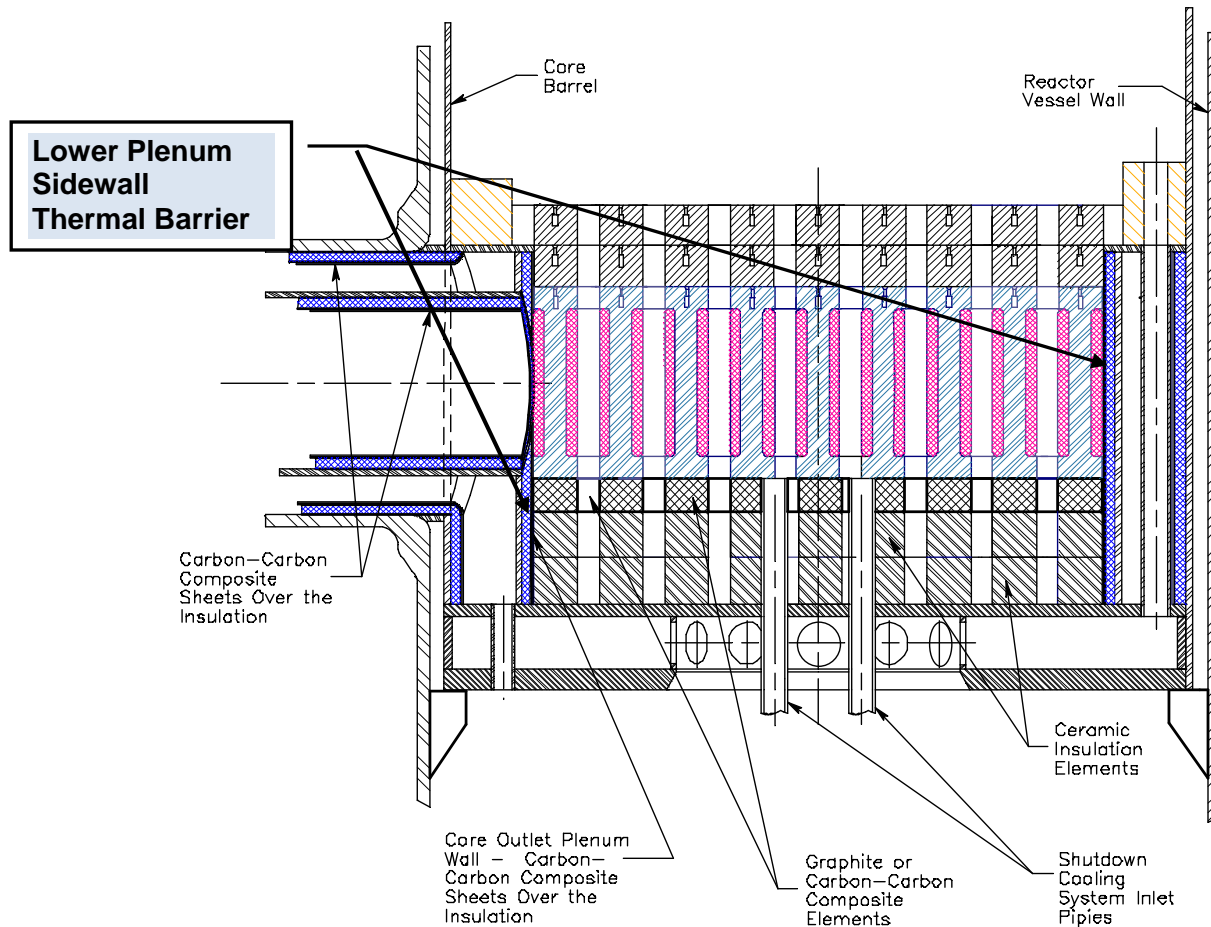 Core
Barrel
Reactor
Vessel Wall
Lower Plenum
Sidewall
Thermal Barrier
Carbon-Carbon
Composite
Sheets Over the
Insulation
Ceramic
Insulation
Elements
Core Outlet Plenum
Wall - Carbon-
Carbon Composite
Sheets Over the
Insulation
Graphite or
Carbon-Carbon
Composite
Elements
Shutdown
Cooling
System Inlet
Pipies